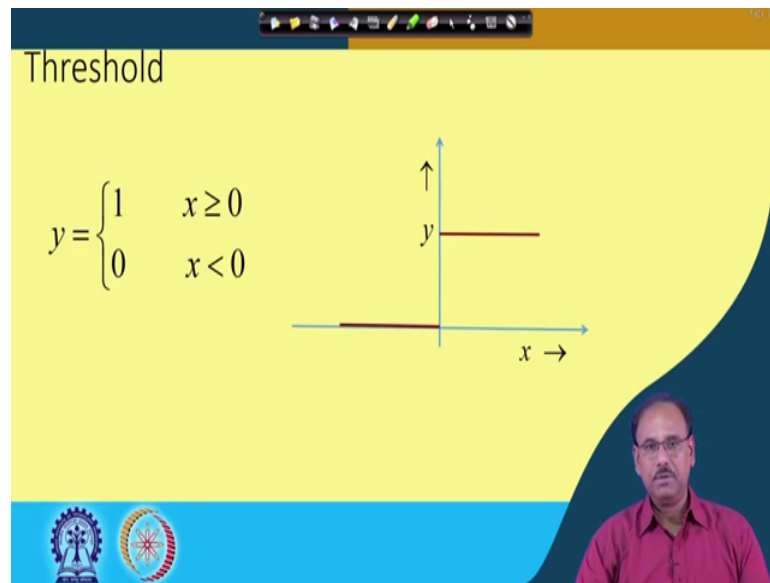 Threshold
y = { 1 x ≥ 0
0 x < 0
↑
y
x →